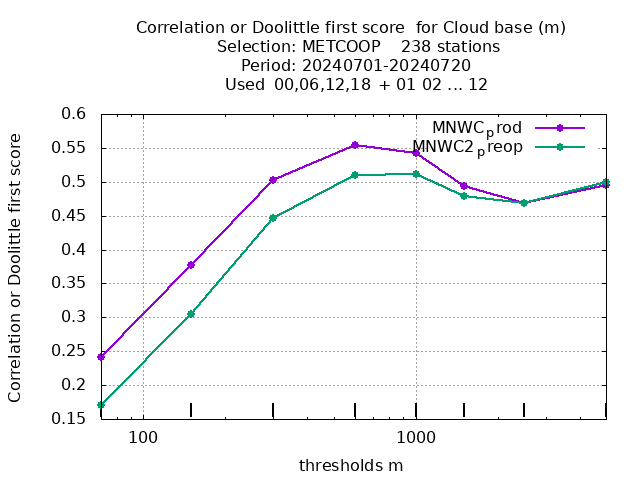 Correlation or Doolittle first score  for Cloud base (m)
Selection: METCOOP    238 stations
Period: 20240701-20240720
Used  00,06,12,18 + 01 02 ... 12
MNWCprod
MNWC2preop
Correlation or Doolittle first score
0.6
0.55
0.5
0.45
0.4
0.35
0.3
0.25
0.2
0.15
100
1000
thresholds m